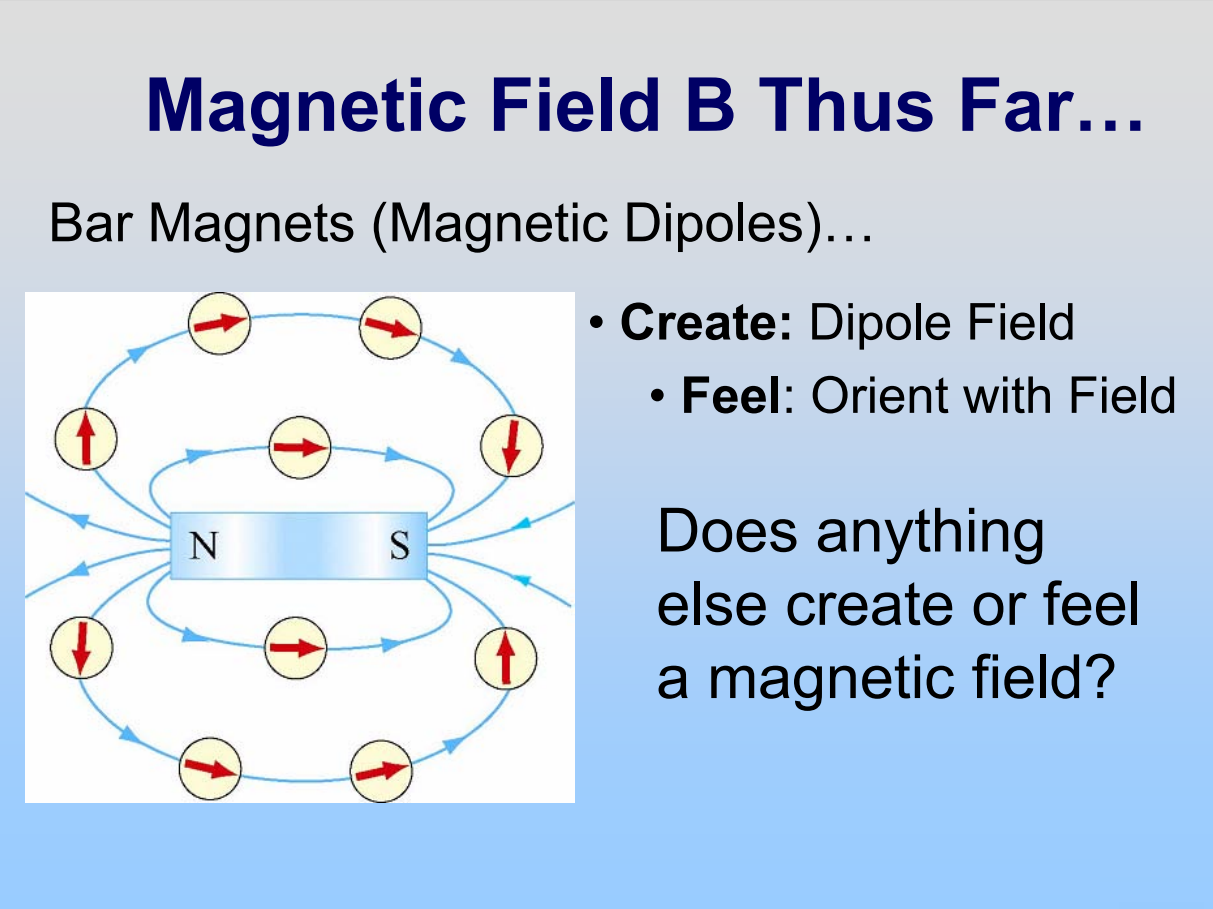 Magnetic Field B Thus Far…
Bar Magnets (Magnetic Dipoles)…
• Create: Dipole Field
• Feel: Orient with Field
N
S
Does anything
else create or feel
a magnetic field?